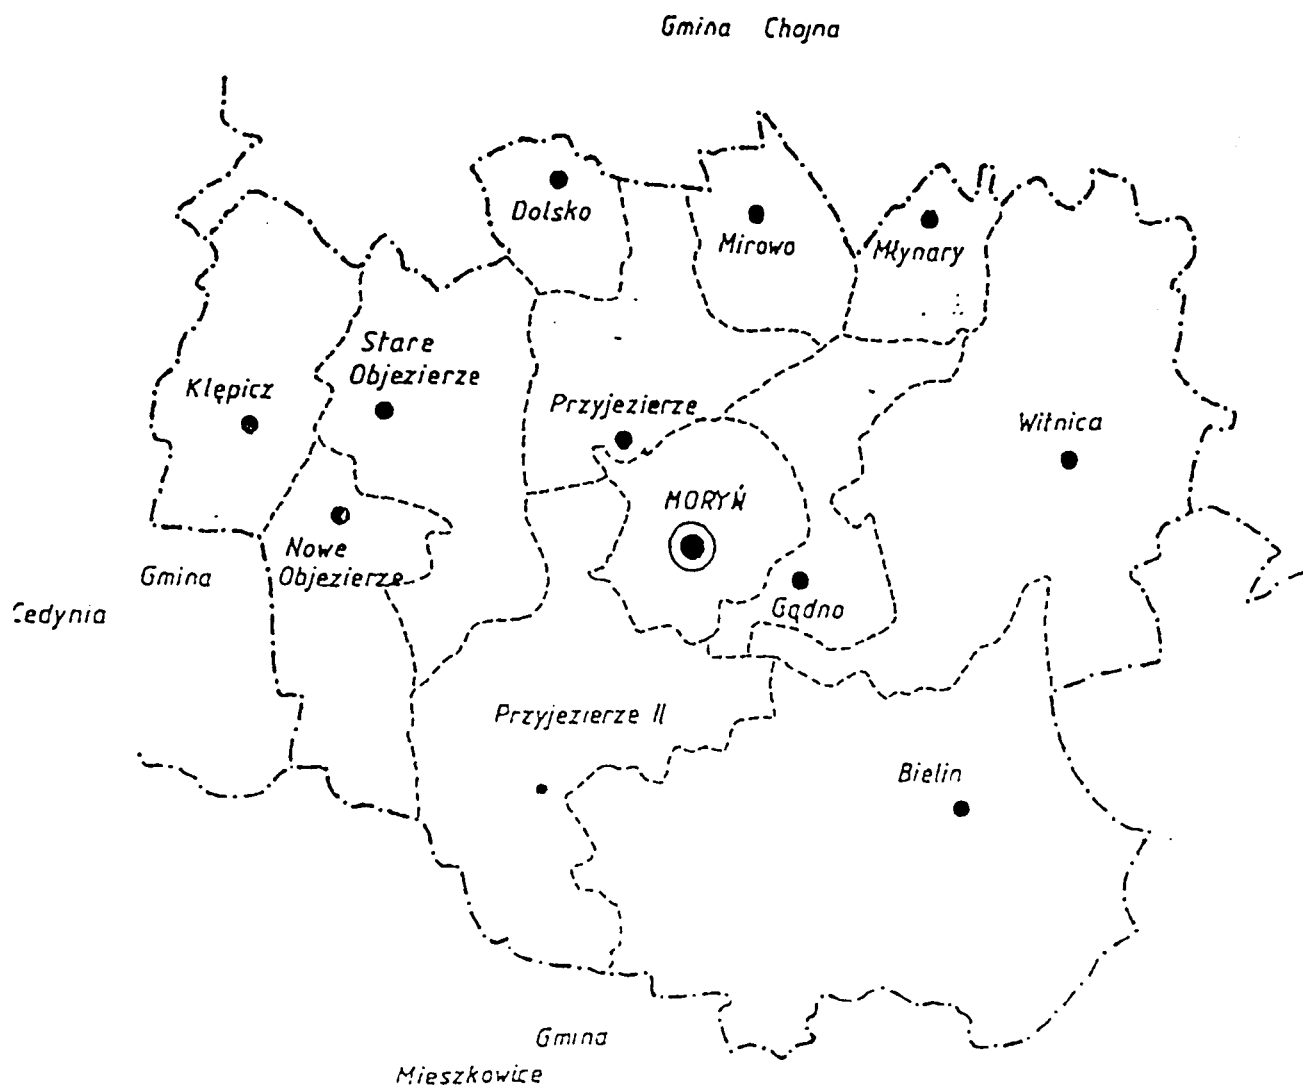 Gmina Chojna
Dolsko
Mirowo
Młynary
Stare
Objezierze
Klępicz
Przyjezierze
Witnica
MORYŃ
Nowe
Objezierze
Gmina
Cedynia
Gądno
Przyjezierze II
Bielin
Gmina
Mieszkowice